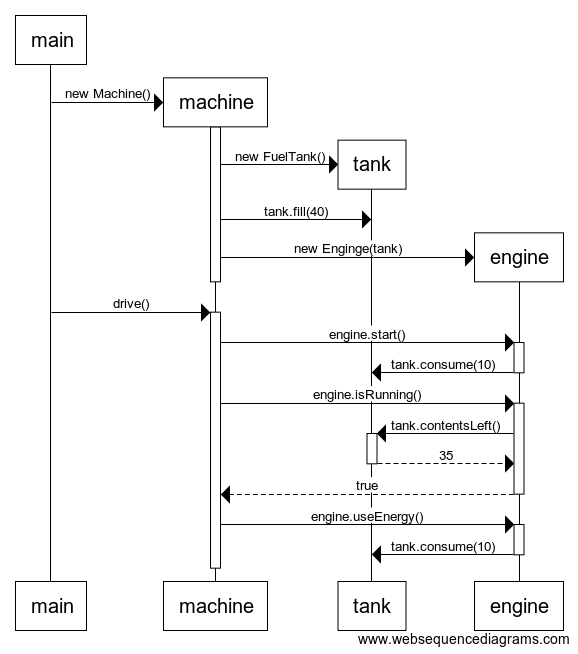 main
new Machine()
machine
new FuelTank()
tank
tank.fill(40)
new Enginge(tank)
engine
drive()
engine.start()
tank.consume(10)
engine.isRunning()
tank.contentsLeft()
35
true
engine.useEnergy()
tank.consume(10)
main
machine
tank
engine
www.websequencediagrams.com